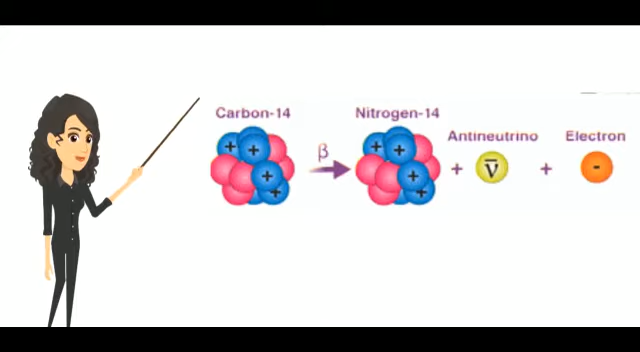 Carbon-14
Nitrogen-14
Antineutrino
Electron
β
+ + + +
+ + + +
+ ν̅ + -